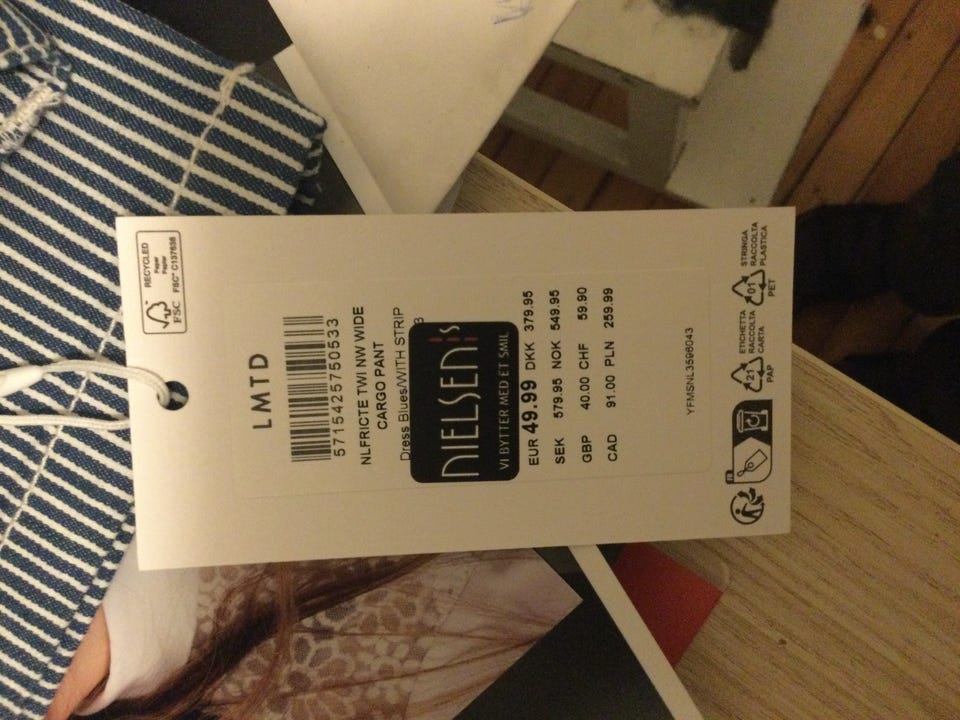 RECYCLED
Paper
Papier
FSC
FSC® C137638
LMTD
5715425750533
NLFRICTE TWI NW WIDE
CARGO PANT
Dress Blues/WITH STRIP
NIELSEN'S
VI BYTTER MED ET SMIL
EUR 49.99 DKK 379.95
SEK 579.95 NOK 549.95
GBP 40.00 CHF 59.90
CAD 91.00 PLN 259.99
YFMSNL3598043
FR
21
PAP
ETICHETTA
RACCOLTA
CARTA
01
PET
STRINGA
RACCOLTA
PLASTICA